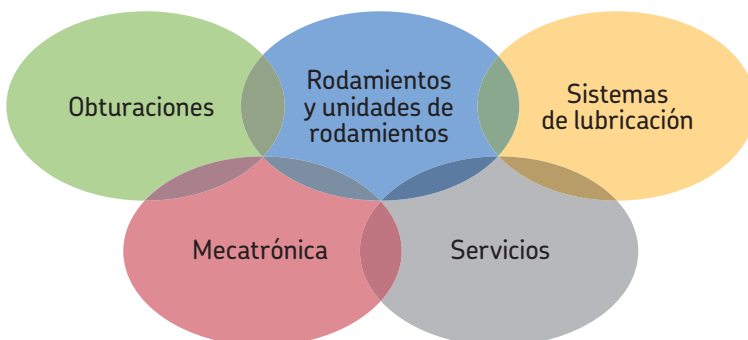 Obturaciones
Rodamientos
y unidades de
rodamientos
Sistemas
de lubricación
Mecatrónica
Servicios